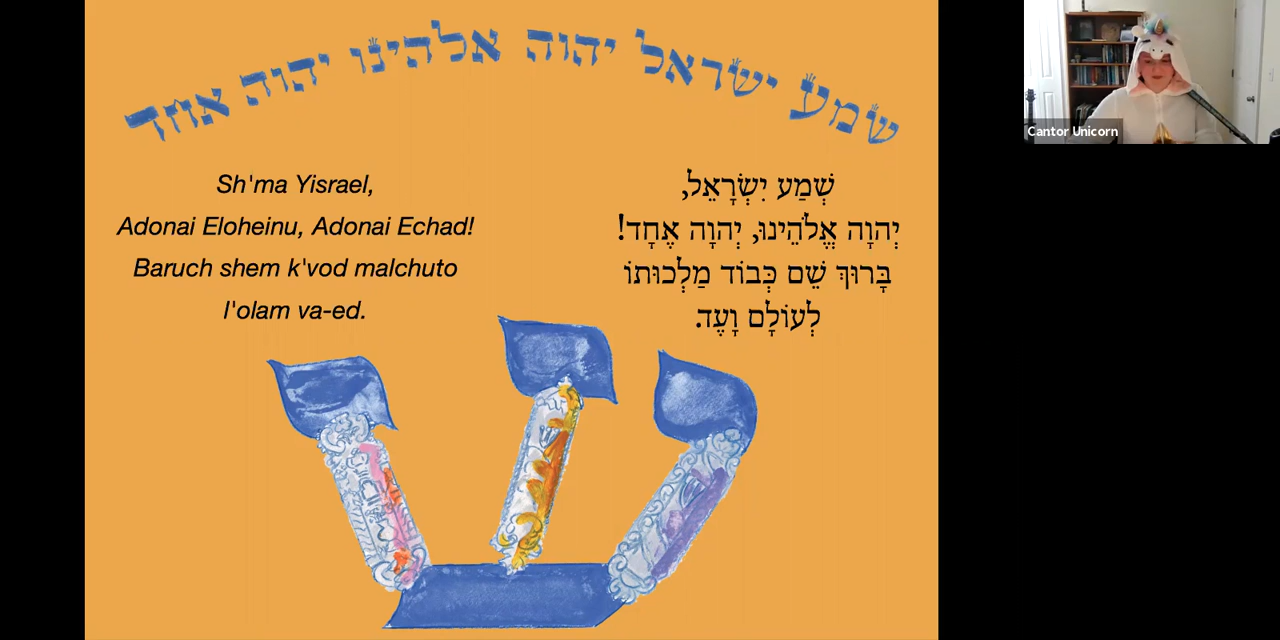 שמע ישראל יהוה אלהינו יהוה אחד
Sh'ma Yisrael,
Adonai Eloheinu, Adonai Echad!
Baruch shem k'vod malchuto
l'olam va-ed.
שְׁמַע יִשְׂרָאֵל,
יְהוָה אֱלֹהֵינוּ, יְהוָה אֶחָד!
בָּרוּךְ שֵׁם כְּבוֹד מַלְכוּתוֹ
לְעוֹלָם וָעֶד.
Cantor Unicorn